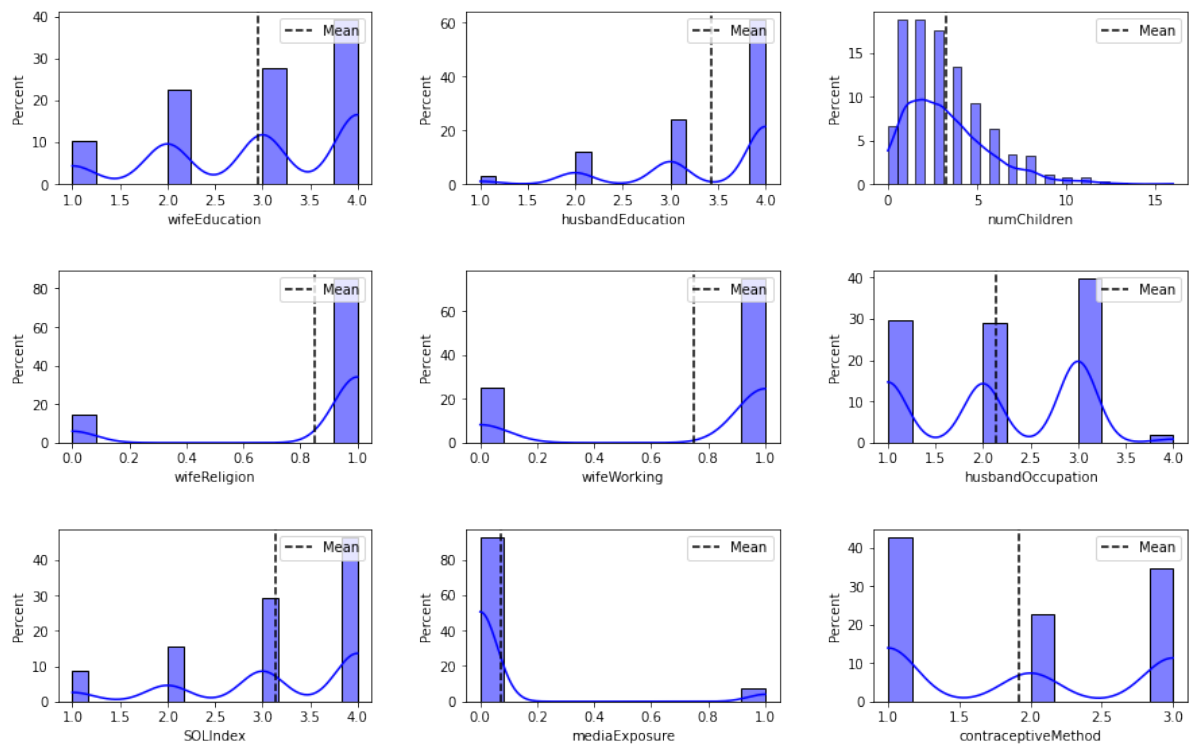 40
30
20
10
0
Percent
Mean
1.0 1.5 2.0 2.5 3.0 3.5 4.0
wifeEducation
60
40
20
0
Percent
Mean
1.0 1.5 2.0 2.5 3.0 3.5 4.0
husbandEducation
15
10
5
0
Percent
Mean
0 5 10 15
numChildren
80
60
40
20
0
Percent
Mean
0.0 0.2 0.4 0.6 0.8 1.0
wifeReligion
60
40
20
0
Percent
Mean
0.0 0.2 0.4 0.6 0.8 1.0
wifeWorking
40
30
20
10
0
Percent
Mean
1.0 1.5 2.0 2.5 3.0 3.5 4.0
husbandOccupation
40
30
20
10
0
Percent
Mean
1.0 1.5 2.0 2.5 3.0 3.5 4.0
SOLIndex
80
60
40
20
0
Percent
Mean
0.0 0.2 0.4 0.6 0.8 1.0
mediaExposure
40
30
20
10
0
Percent
Mean
1.0 1.5 2.0 2.5 3.0
contraceptiveMethod